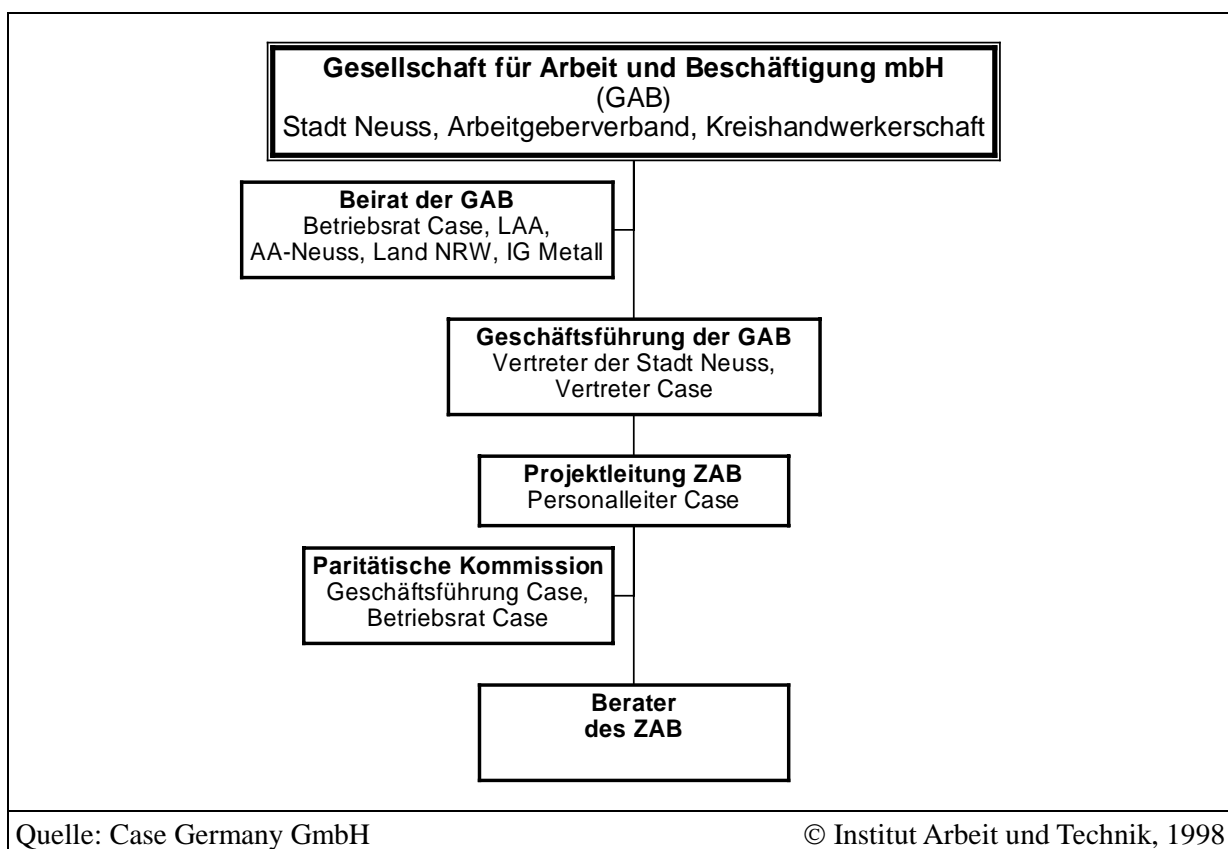 Gesellschaft für Arbeit und Beschäftigung mbH
(GAB)
Stadt Neuss, Arbeitgeberverband, Kreishandwerkerschaft
Beirat der GAB
Betriebsrat Case, LAA,
AA-Neuss, Land NRW, IG Metall
Geschäftsführung der GAB
Vertreter der Stadt Neuss,
Vertreter Case
Projektleitung ZAB
Personalleiter Case
Paritätische Kommission
Geschäftsführung Case,
Betriebsrat Case
Berater
des ZAB
Quelle: Case Germany GmbH © Institut Arbeit und Technik, 1998